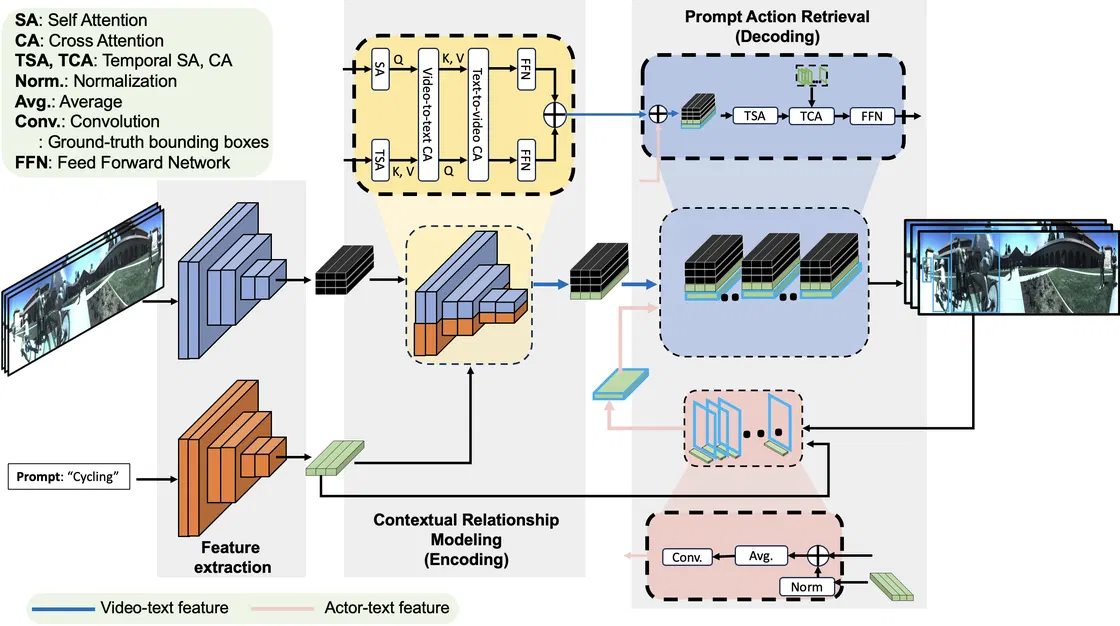 SA: Self Attention
CA: Cross Attention
TSA, TCA: Temporal SA, CA
Norm.: Normalization
Avg.: Average
Conv.: Convolution
: Ground-truth bounding boxes
FFN: Feed Forward Network
SA
Q
Video-to-text CA
K, V
Text-to-video CA
FFN
TSA
K, V
Q
FFN
Prompt Action Retrieval
(Decoding)
TSA
TCA
FFN
Prompt: “Cycling”
Feature
extraction
Contextual Relationship
Modeling
(Encoding)
Conv.
Avg.
Norm
Video-text feature
Actor-text feature